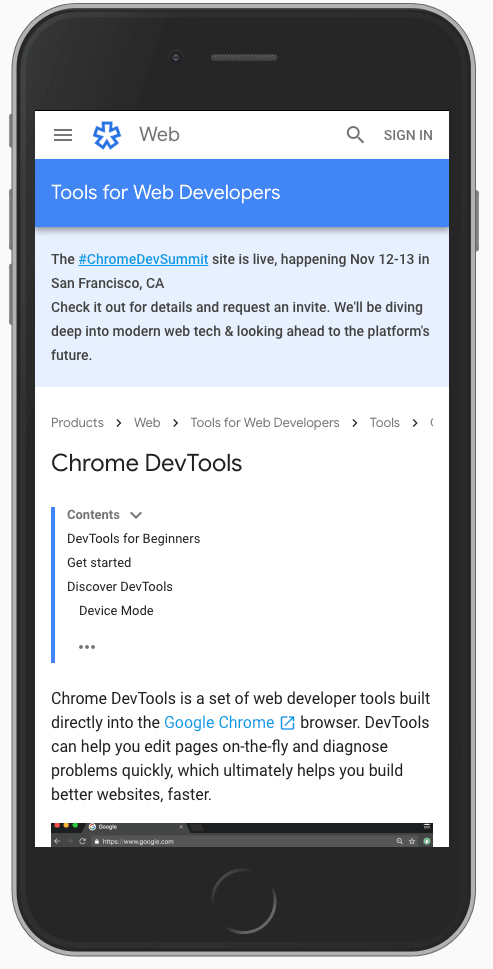 Web
SIGN IN
Tools for Web Developers
The #ChromeDevSummit site is live, happening Nov 12-13 in
San Francisco, CA
Check it out for details and request an invite. We'll be diving
deep into modern web tech & looking ahead to the platform's
future.
Products > Web > Tools for Web Developers > Tools >
Chrome DevTools
Contents
DevTools for Beginners
Get started
Discover DevTools
Device Mode
•••
Chrome DevTools is a set of web developer tools built
directly into the Google Chrome browser. DevTools
can help you edit pages on-the-fly and diagnose
problems quickly, which ultimately helps you build
better websites, faster.
Google
https://www.google.com